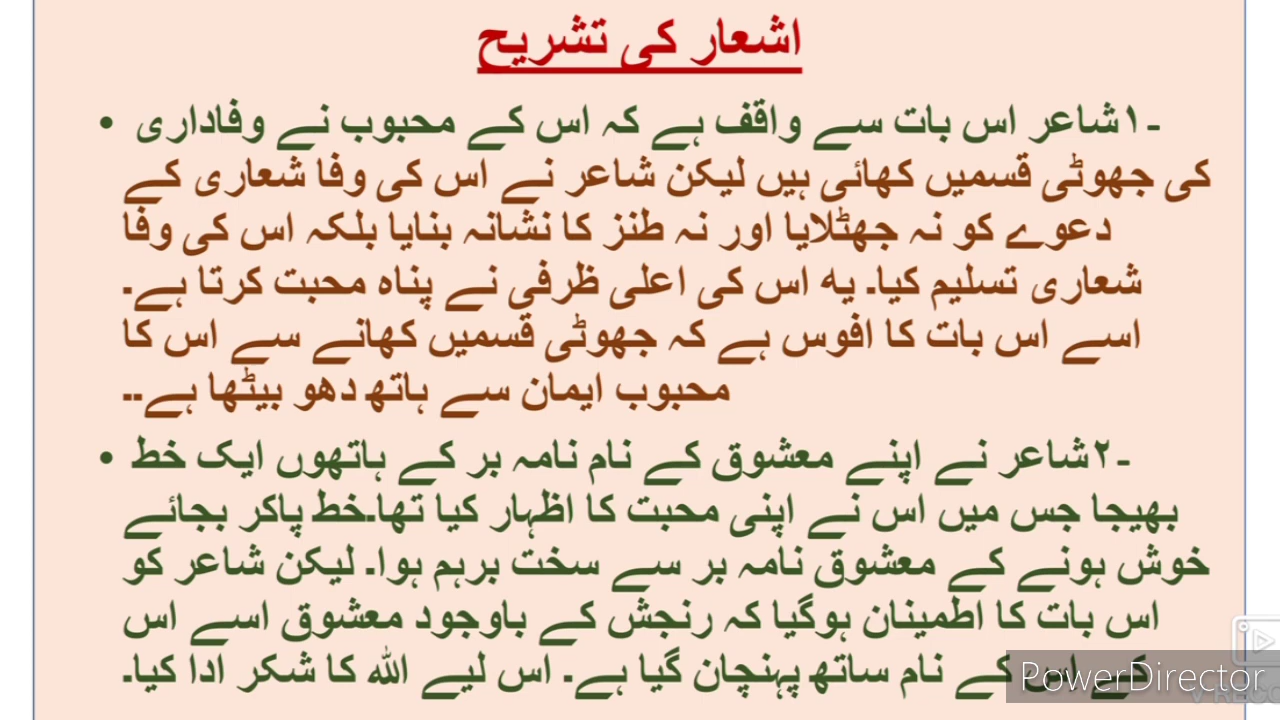 اشعار کی تشریح
• ۱۔شاعر اس بات سے واقف ہے کہ اس کے محبوب نے وفاداری
کی جھوٹی قسمیں کھائی ہیں لیکن شاعر نے اس کی وفا شعاری کے
دعوے کو نہ جھٹلایا اور نہ طنز کا نشانہ بنایا بلکہ اس کی وفا
شعاری تسلیم کیا۔ یہ اس کی اعلی ظرفی نے پناہ محبت کرتا ہے۔
اسے اس بات کا افوس ہے کہ جھوٹی قسمیں کھانے سے اس کا
محبوب ایمان سے ہاتھ دھو بیٹھا ہے۔۔
• ۲۔شاعر نے اپنے معشوق کے نام نامہ بر کے ہاتھوں ایک خط
بھیجا جس میں اس نے اپنی محبت کا اظہار کیا تھا۔خط پاکر بجائے
خوش ہونے کے معشوق نامہ بر سے سخت برہم ہوا۔ لیکن شاعر کو
اس بات کا اطمینان ہوگیا کہ رنجش کے باوجود معشوق اسے اس
کے اس کے نام ساتھ پہنچان گیا ہے۔ اس لیے اللہ کا شکر ادا کیا۔
PowerDirector